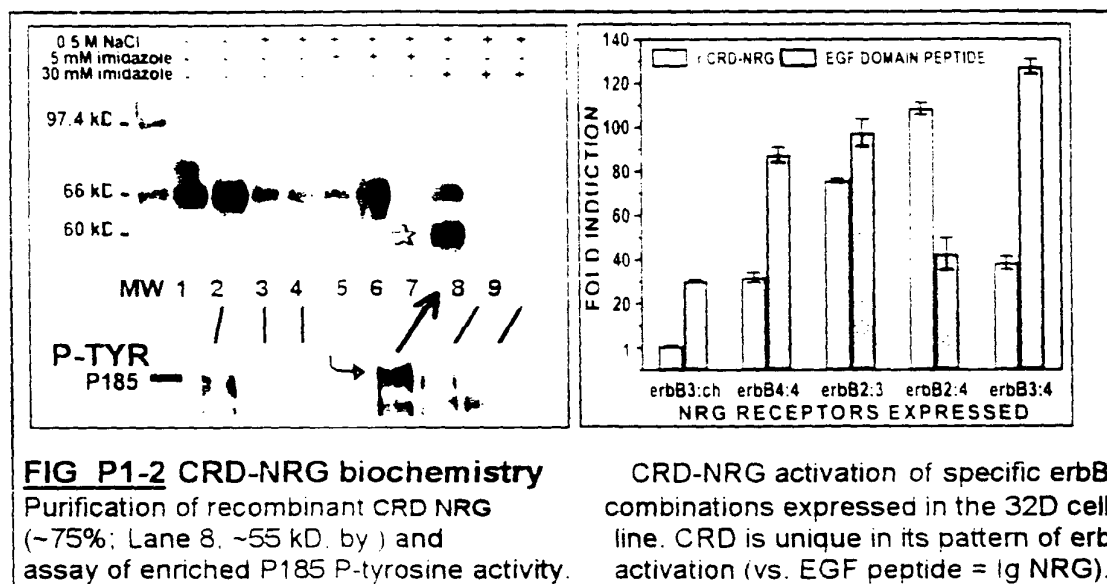 0.5 M NaCl - - + + + + + + +
5 mM imidazole - - - - + + + - - -
30 mM imidazole - - - - - - - + + +
97.4 kD
66 kD
60 kD
MW 1 2 3 4 5 6 7 8 9
P-TYR
P185
140
120
100
80
60
40
20
1
FOLD INDUCTION
r CRD-NRG EGF DOMAIN PEPTIDE
erbB3:ch erbB4:4 erbB2:3 erbB2:4 erbB3:4
NRG RECEPTORS EXPRESSED
FIG P1-2 CRD-NRG biochemistry
Purification of recombinant CRD NRG
(~75%; Lane 8, ~55 kD, by ) and
assay of enriched P185 P-tyrosine activity.
CRD-NRG activation of specific erbB
combinations expressed in the 32D cell
line. CRD is unique in its pattern of erb
activation (vs. EGF peptide = Ig NRG)